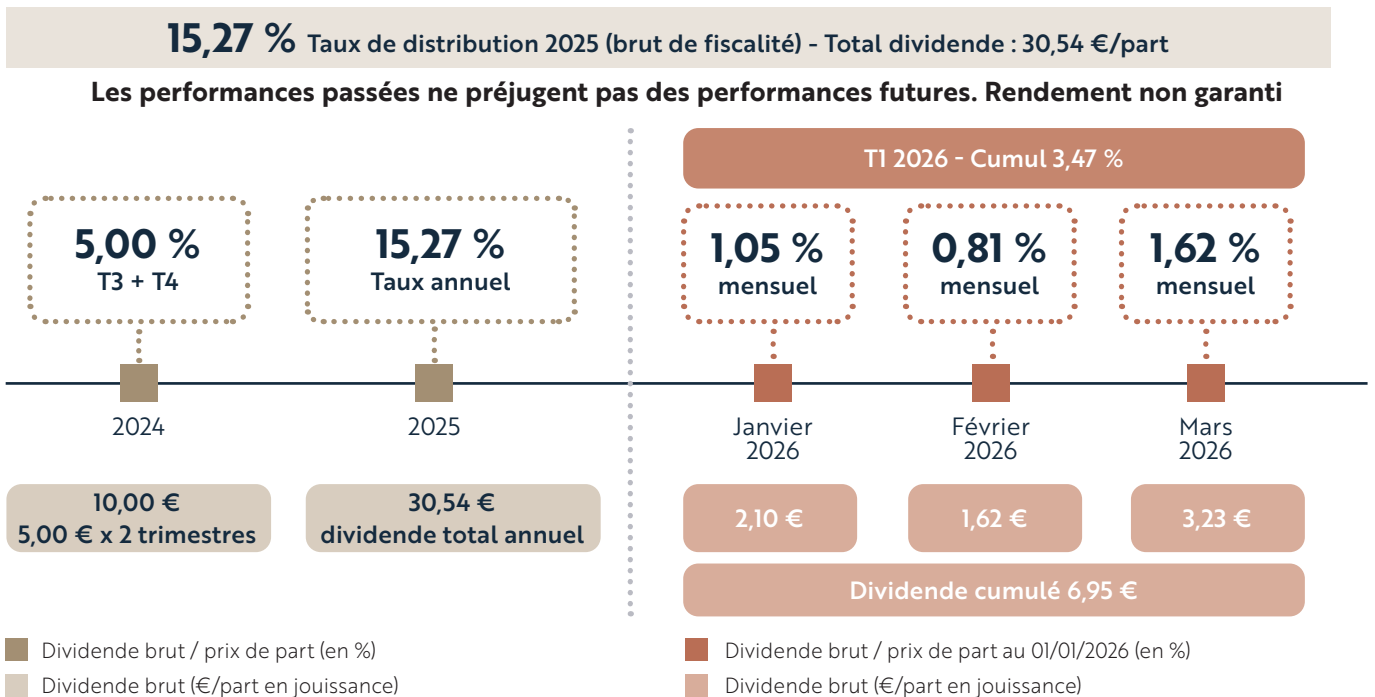 15,27 % Taux de distribution 2025 (brut de fiscalité) - Total dividende : 30,54 €/part
Les performances passées ne préjugent pas des performances futures. Rendement non garanti
T1 2026 - Cumul 3,47 %
5,00 %
T3 + T4
15,27 %
Taux annuel
1,05 %
mensuel
0,81 %
mensuel
1,62 %
mensuel
2024
2025
Janvier
2026
Février
2026
Mars
2026
10,00 €
5,00 € x 2 trimestres
30,54 €
dividende total annuel
2,10 €
1,62 €
3,23 €
Dividende cumulé 6,95 €
Dividende brut / prix de part (en %)
Dividende brut (€/part en jouissance)
Dividende brut / prix de part au 01/01/2026 (en %)
Dividende brut (€/part en jouissance)